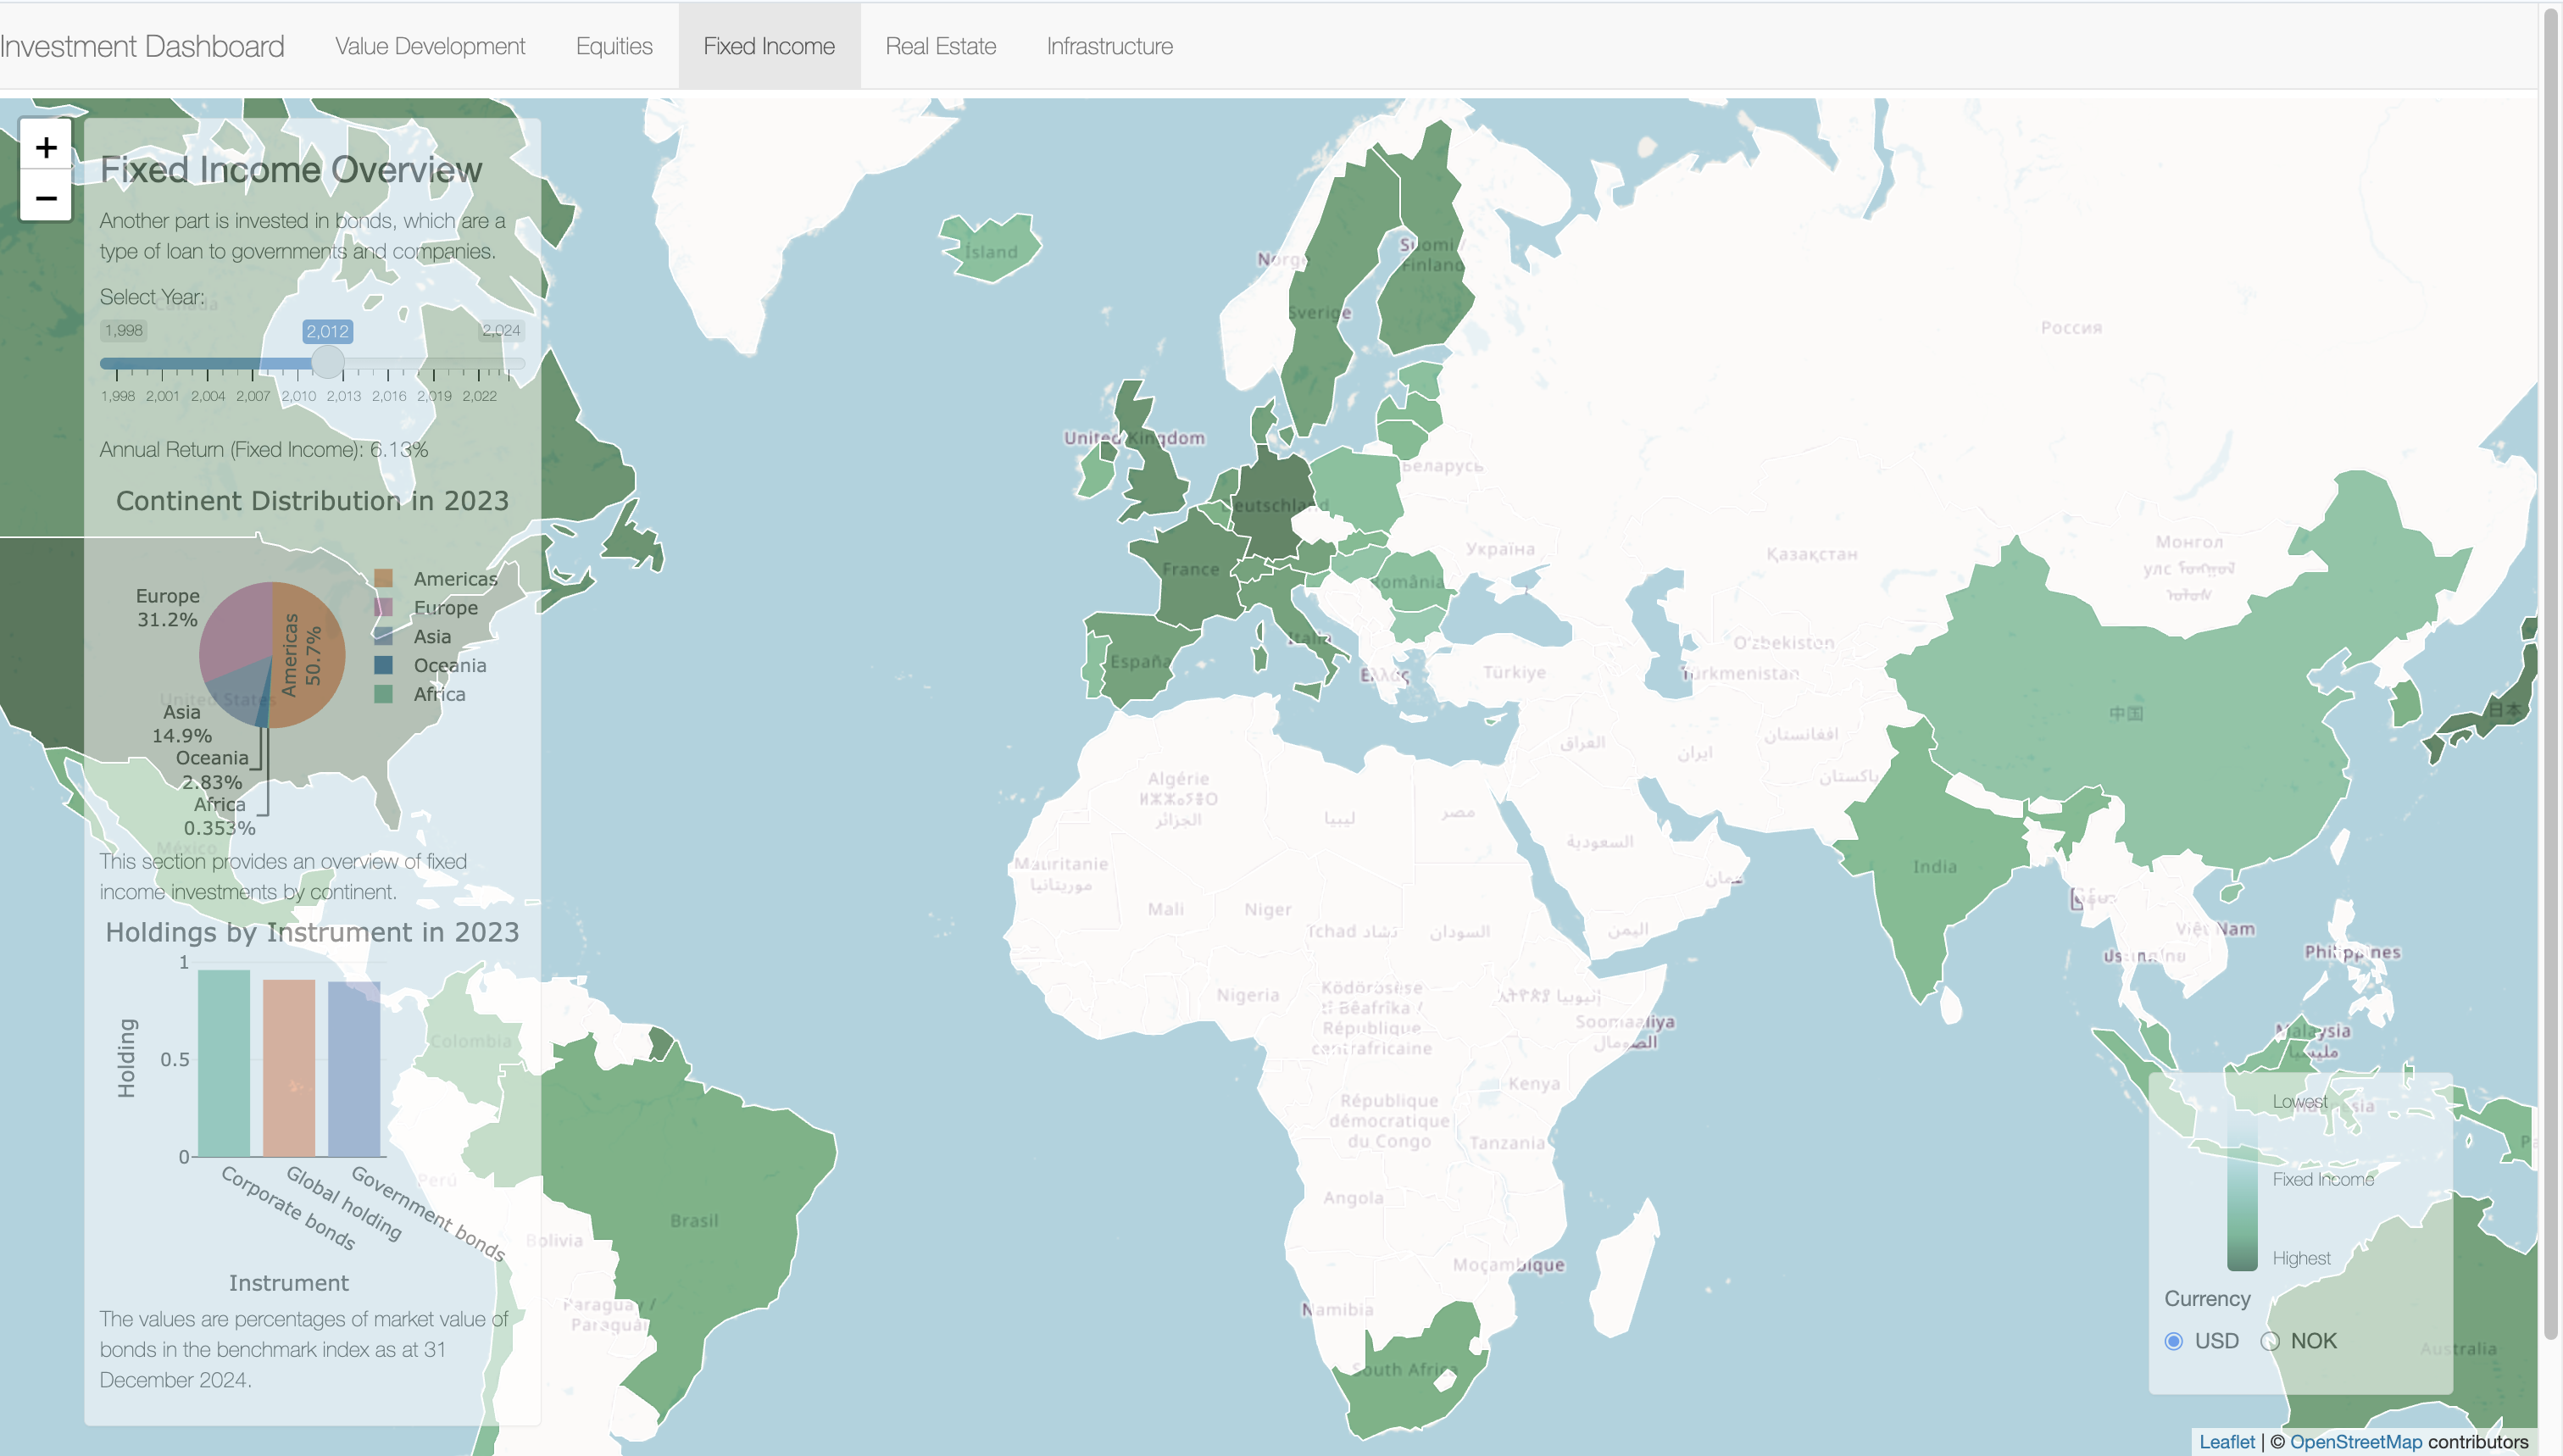 Investment Dashboard
Value Development
Equities
Fixed Income
Real Estate
Infrastructure
+
−
Fixed Income Overview
Another part is invested in bonds, which are a
type of loan to governments and companies.
Select Year:
1,998
2,012
2,024
1,998 2,001 2,004 2,007 2,010 2,013 2,016 2,019 2,022
Annual Return (Fixed Income): 6.13%
Continent Distribution in 2023
Europe
31.2%
Americas
50.7%
Asia
14.9%
Oceania
2.83%
Africa
0.353%
Americas
Europe
Asia
Oceania
Africa
This section provides an overview of fixed
income investments by continent.
Holdings by Instrument in 2023
Holding
1
0.5
0
Corporate bonds
Global holding
Government bonds
Instrument
The values are percentages of market value of
bonds in the benchmark index as at 31
December 2024.
Canada
United States
México
Colombia
Perú
Brasil
Bolivia
Paraguay /
Paraguái
Ísland
Norge
Sverige
Suomi /
Finland
United Kingdom
Deutschland
France
España
Italia
România
Ελλάς
Беларусь
Україна
Россия
Қазақстан
Монгол
улс
O'zbekiston
Türkmenistan
Türkiye
افغانستان
ایران
العراق
پاکستان
السعودية
عمان
اليمن
中国
日本
India
Việt Nam
Philippines
Malaysia
مليسيا
Algérie
ⵍⵣⵣⴰⵢⴻⵔ
الجزائر
ليبيا
مصر
Mauritanie
موريتانيا
Mali
Niger
Tchad تشاد
السودان
Nigeria
Ködörösêse
tî Bêafrîka /
République
centrafricaine
Soomaaliya
الصومال
Kenya
République
démocratique
du Congo
Tanzania
Angola
Moçambique
Namibia
South Africa
Australia
Lowest
Fixed Income
Highest
Currency
USD
NOK
Leaflet | © OpenStreetMap contributors